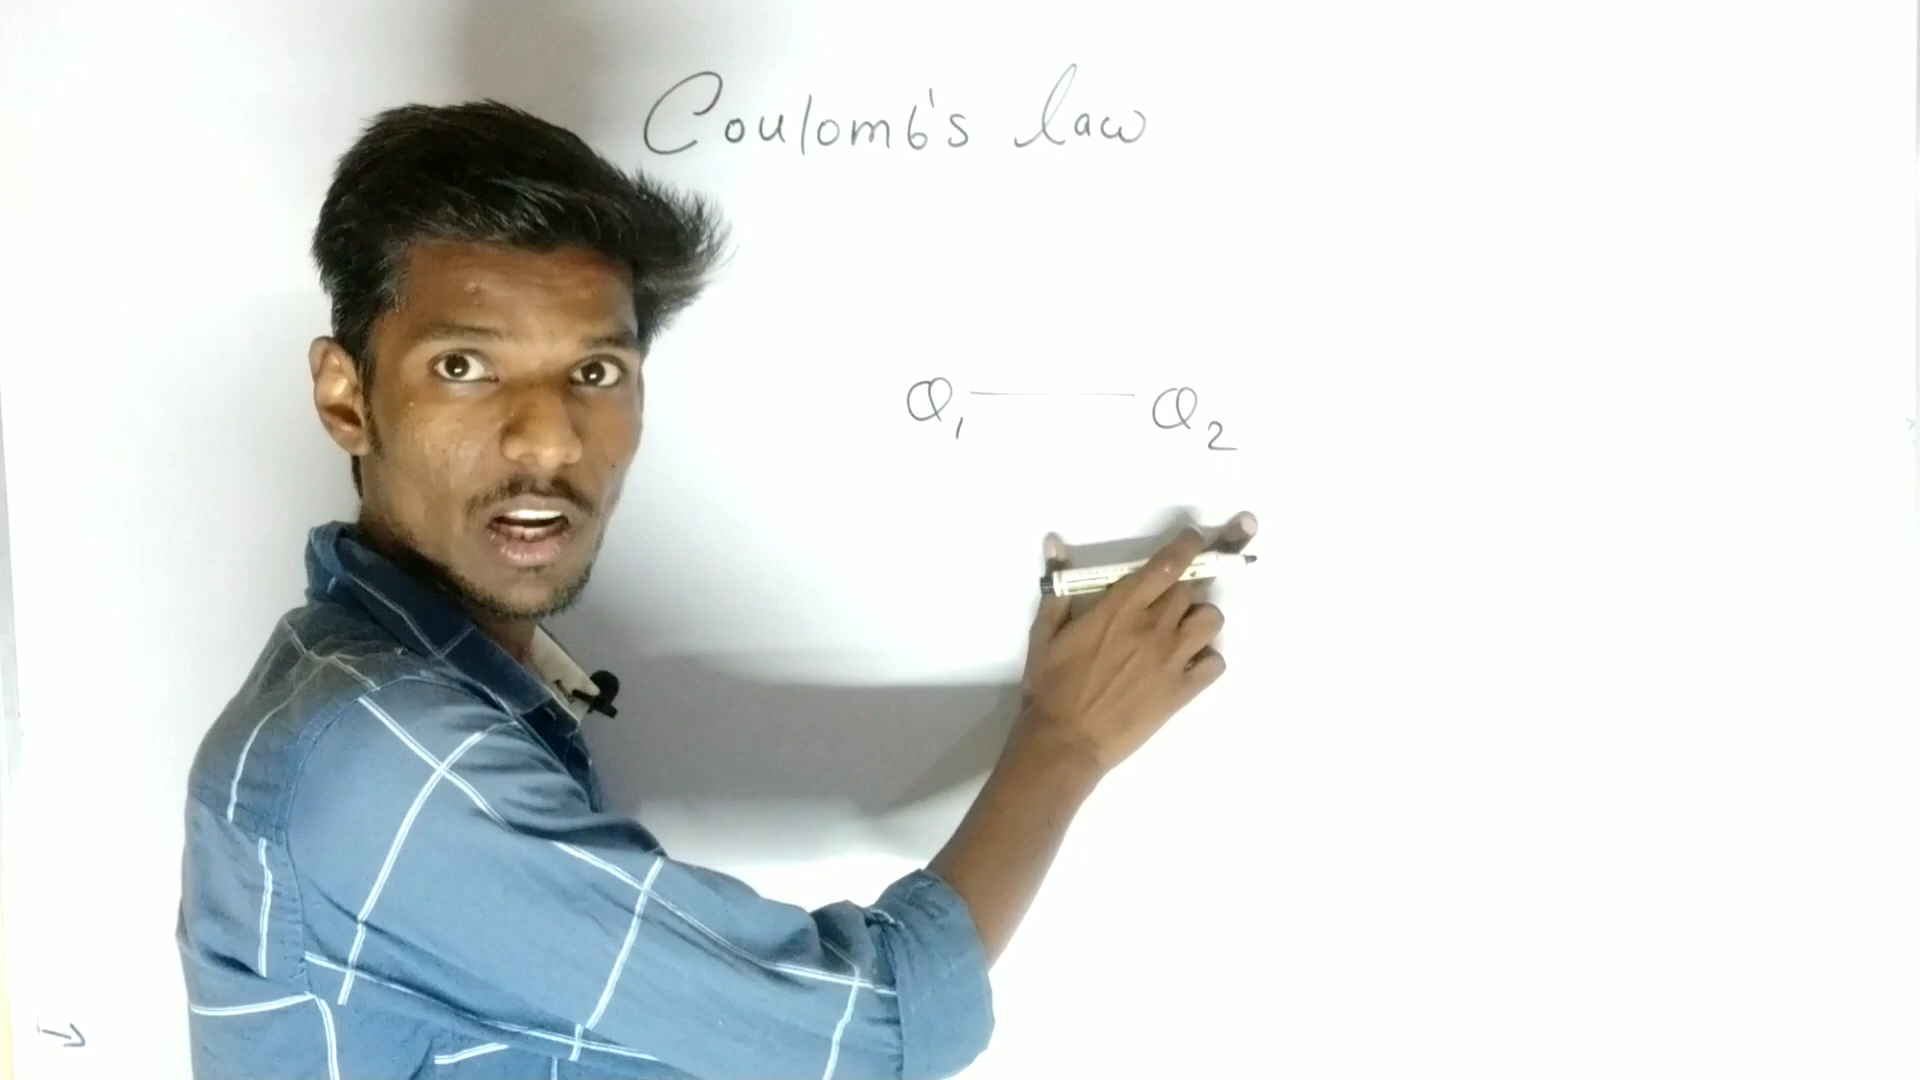 Coulomb's law
Q₁ — Q₂